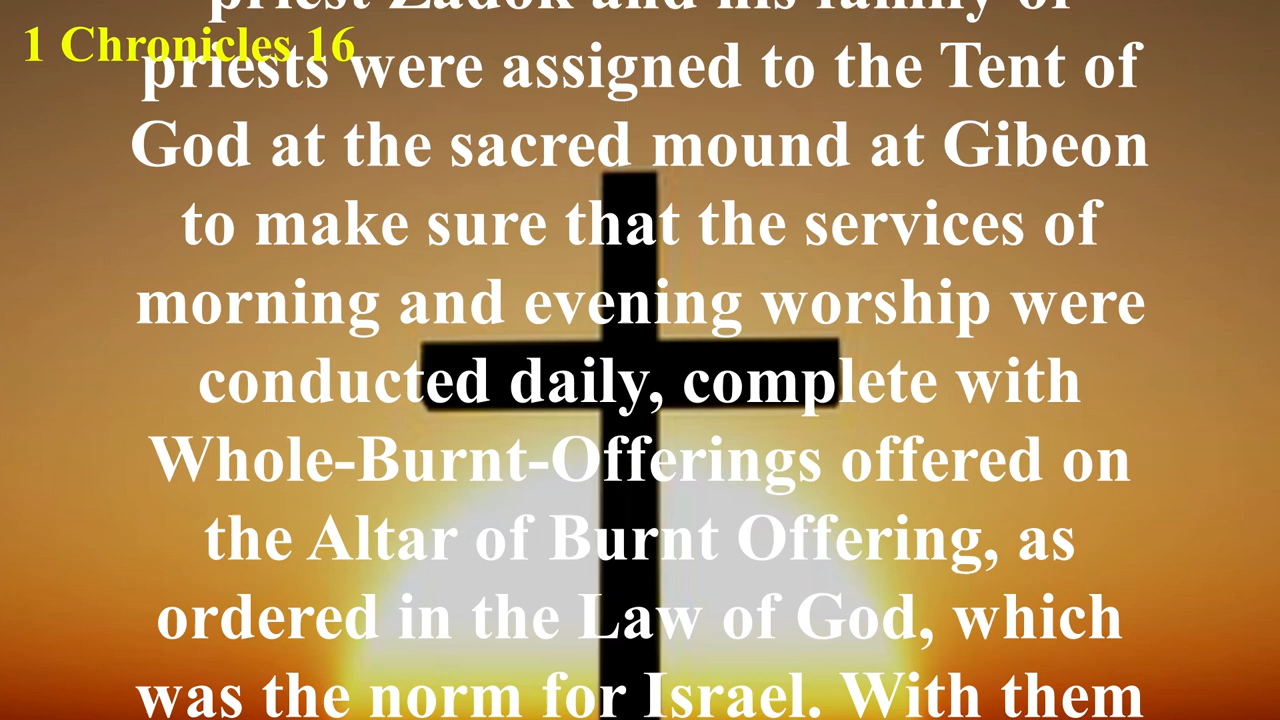 priest Zadok and his family of
1 Chronicles 16
priests were assigned to the Tent of
God at the sacred mound at Gibeon
to make sure that the services of
morning and evening worship were
conducted daily, complete with
Whole-Burnt-Offerings offered on
the Altar of Burnt Offering, as
ordered in the Law of God, which
was the norm for Israel. With them